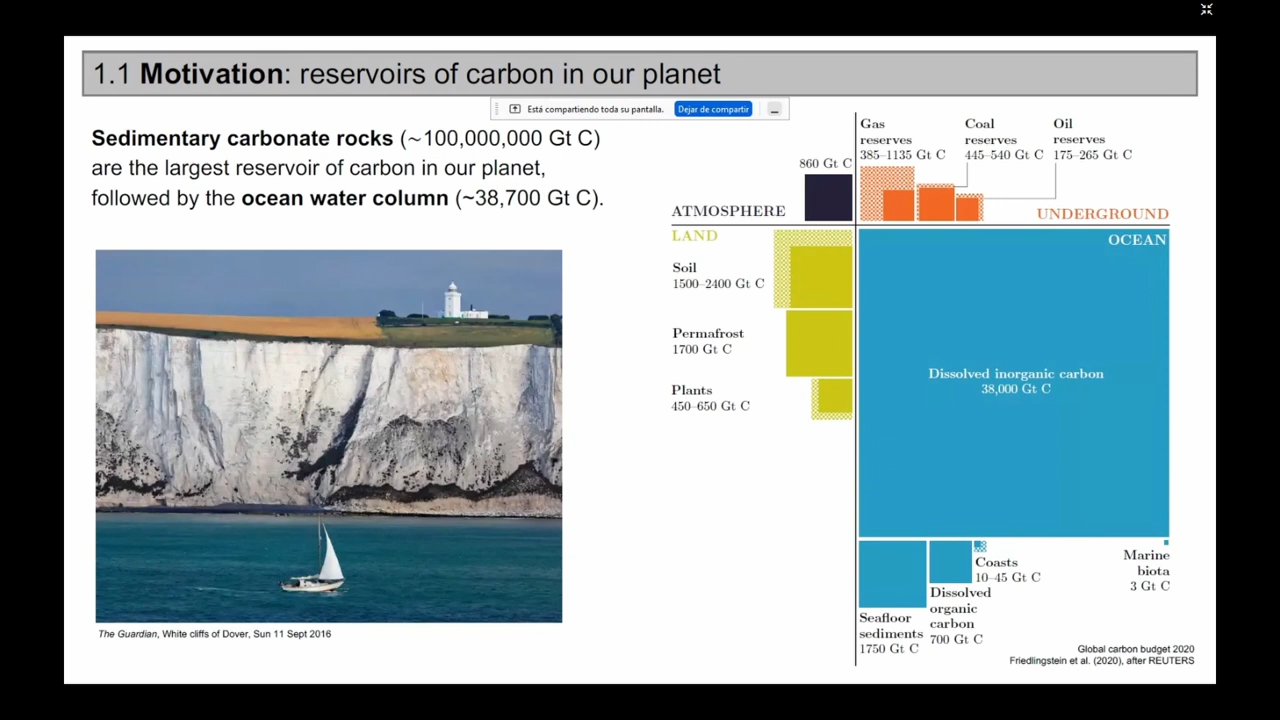 1.1 Motivation: reservoirs of carbon in our planet
Está compartiendo toda su pantalla.
Dejar de compartir
Sedimentary carbonate rocks (~100,000,000 Gt C)
are the largest reservoir of carbon in our planet,
followed by the ocean water column (~38,700 Gt C).
The Guardian, White cliffs of Dover, Sun 11 Sept 2016
860 Gt C
ATMOSPHERE
Gas
reserves
385–1135 Gt C
Coal
reserves
445–540 Gt C
Oil
reserves
175–265 Gt C
UNDERGROUND
LAND
Soil
1500–2400 Gt C
Permafrost
1700 Gt C
Plants
450–650 Gt C
OCEAN
Dissolved inorganic carbon
38,000 Gt C
Seafloor
sediments
1750 Gt C
Dissolved
organic
carbon
700 Gt C
Coasts
10–45 Gt C
Marine
biota
3 Gt C
Global carbon budget 2020
Friedlingstein et al. (2020), after REUTERS